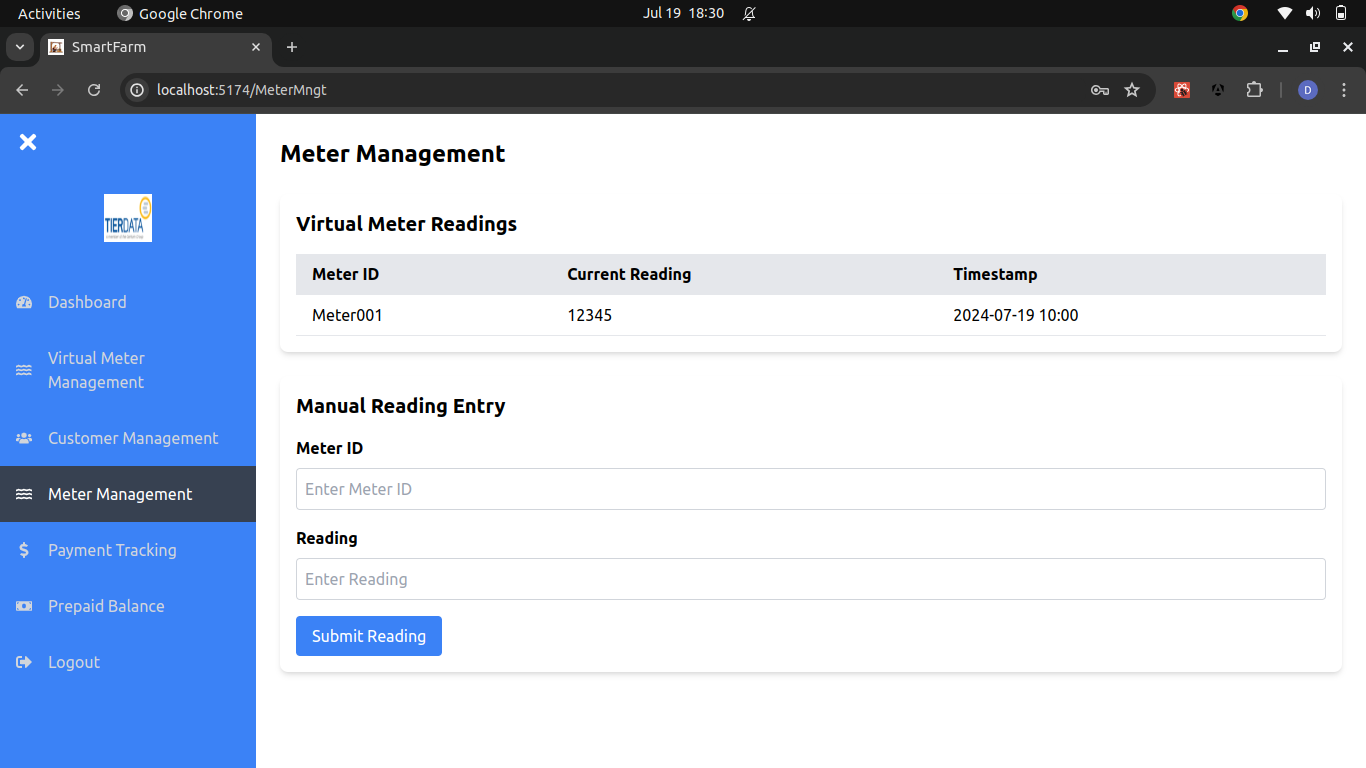 Activities Google Chrome Jul 19 18:30
SmartFarm
localhost:5174/MeterMngt D
TIERDATA
Dashboard
Virtual Meter
Management
Customer Management
Meter Management
Payment Tracking
Prepaid Balance
Logout
Meter Management
Virtual Meter Readings
Meter ID Current Reading Timestamp
Meter001 12345 2024-07-19 10:00
Manual Reading Entry
Meter ID
Enter Meter ID
Reading
Enter Reading
Submit Reading